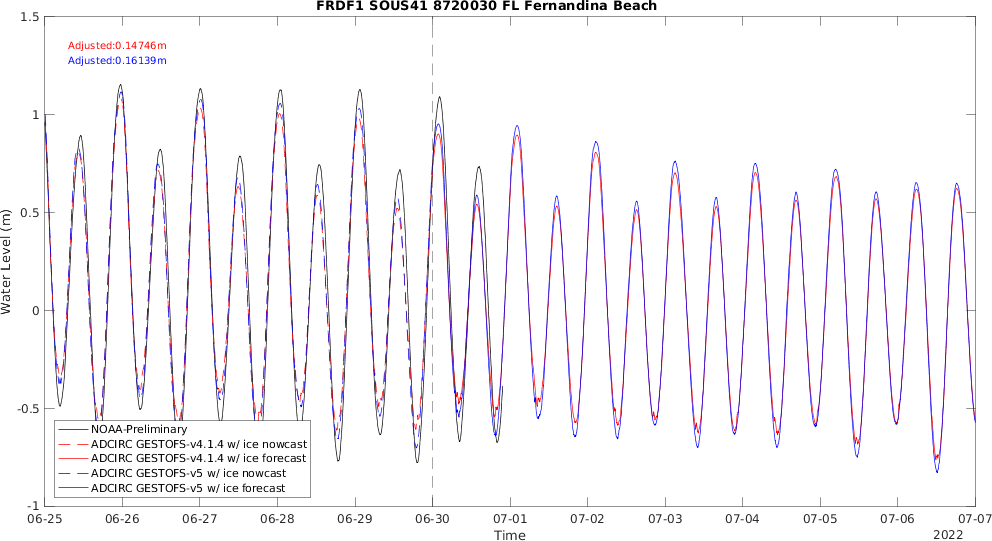 FRDF1 SOUS41 8720030 FL Fernandina Beach
Adjusted:0.14746m
Adjusted:0.16139m
1.5
1
0.5
0
-0.5
-1
Water Level (m)
NOAA-Preliminary
ADCIRC GESTOFS-v4.1.4 w/ ice nowcast
ADCIRC GESTOFS-v4.1.4 w/ ice forecast
ADCIRC GESTOFS-v5 w/ ice nowcast
ADCIRC GESTOFS-v5 w/ ice forecast
06-25 06-26 06-27 06-28 06-29 06-30 07-01 07-02 07-03 07-04 07-05 07-06 07-07
Time
2022